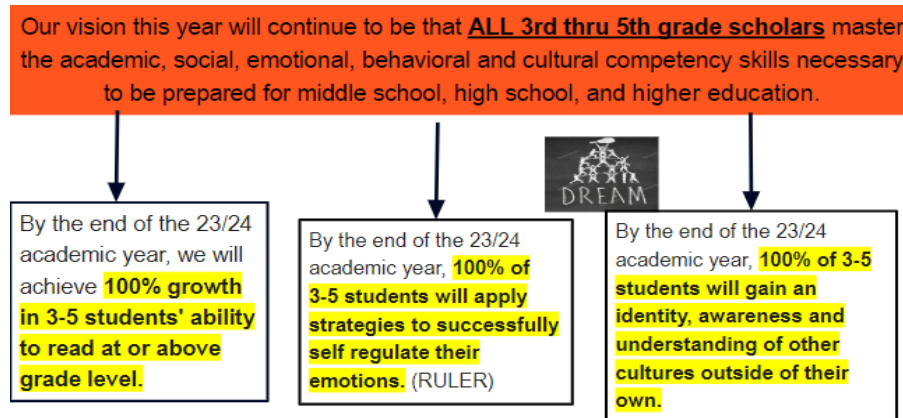 Our vision this year will continue to be that ALL 3rd thru 5th grade scholars master
the academic, social, emotional, behavioral and cultural competency skills necessary
to be prepared for middle school, high school, and higher education.
DREAM
By the end of the 23/24
academic year, we will
achieve 100% growth
in 3-5 students' ability
to read at or above
grade level.
By the end of the 23/24
academic year, 100% of
3-5 students will apply
strategies to successfully
self regulate their
emotions. (RULER)
By the end of the 23/24
academic year, 100% of 3-5
students will gain an
identity, awareness and
understanding of other
cultures outside of their
own.